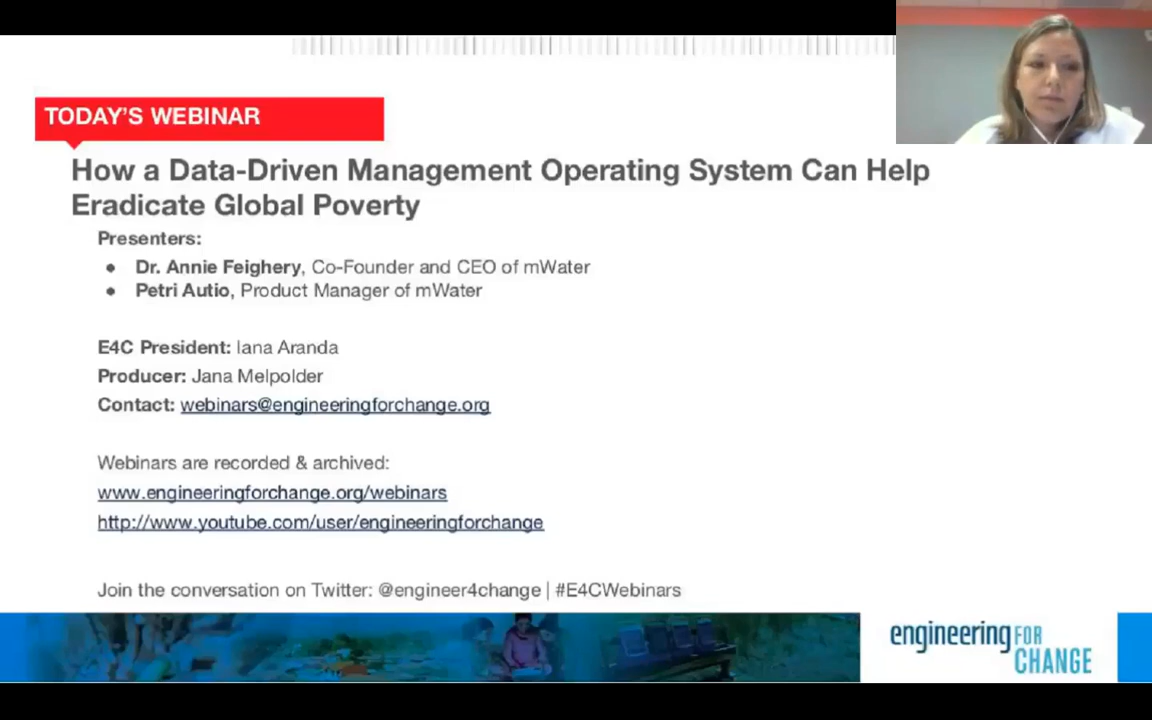 TODAY'S WEBINAR
How a Data-Driven Management Operating System Can Help
Eradicate Global Poverty
Presenters:
● Dr. Annie Feighery, Co-Founder and CEO of mWater
● Petri Autio, Product Manager of mWater
E4C President: Iana Aranda
Producer: Jana Melpolder
Contact: webinars@engineeringforchange.org
Webinars are recorded & archived:
www.engineeringforchange.org/webinars
http://www.youtube.com/user/engineeringforchange
Join the conversation on Twitter: @engineer4change | #E4CWebinars
engineering FOR
CHANGE